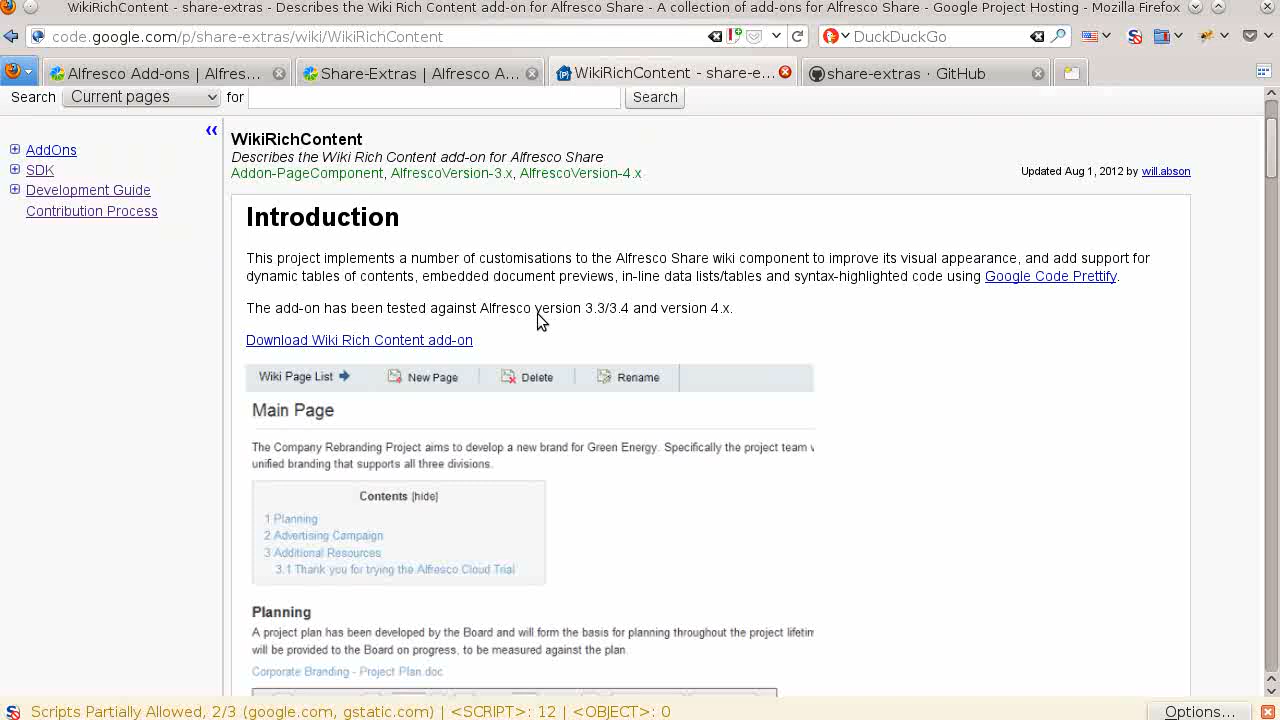 WikiRichContent - share-extras - Describes the Wiki Rich Content add-on for Alfresco Share - A collection of add-ons for Alfresco Share - Google Project Hosting - Mozilla Firefox
code.google.com/p/share-extras/wiki/WikiRichContent
DuckDuckGo
Alfresco Add-ons | Alfres...
Share Extras | Alfresco A...
WikiRichContent - share-e...
share-extras · GitHub
Search Current pages for Search
AddOns
SDK
Development Guide
Contribution Process
WikiRichContent
Describes the Wiki Rich Content add-on for Alfresco Share
Addon-PageComponent, AlfrescoVersion-3.x, AlfrescoVersion-4.x
Updated Aug 1, 2012 by will.abson
Introduction
This project implements a number of customisations to the Alfresco Share wiki component to improve its visual appearance, and add support for
dynamic tables of contents, embedded document previews, in-line data lists/tables and syntax-highlighted code using Google Code Prettify.
The add-on has been tested against Alfresco version 3.3/3.4 and version 4.x.
Download Wiki Rich Content add-on
Wiki Page List New Page Delete Rename
Main Page
The Company Rebranding Project aims to develop a new brand for Green Energy. Specifically the project team
unified branding that supports all three divisions.
Contents [hide]
1 Planning
2 Advertising Campaign
3 Additional Resources
3.1 Thank you for trying the Alfresco Cloud Trial
Planning
A project plan has been developed by the Board and will form the basis for planning throughout the project
will be provided to the Board on progress, to be measured against the plan.
Corporate Branding - Project Plan.doc
Scripts Partially Allowed, 2/3 (google.com, gstatic.com) | <SCRIPT>: 12 | <OBJECT>: 0
Options...